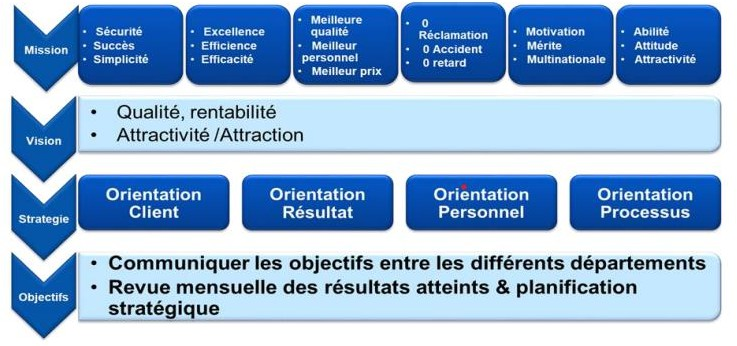 Mission
• Sécurité
• Succès
• Simplicité
• Excellence
• Efficience
• Efficacité
• Meilleure
qualité
• Meilleur
personnel
• Meilleur prix
• 0
Réclamation
• 0 Accident
• 0 retard
• Motivation
• Mérite
• Multinationale
• Abilité
• Attitude
• Attractivité
Vision
• Qualité, rentabilité
• Attractivité /Attraction
Strategie
Orientation
Client
Orientation
Résultat
Orientation
Personnel
Orientation
Processus
Objectifs
• Communiquer les objectifs entre les différents départements
• Revue mensuelle des résultats atteints & planification
stratégique